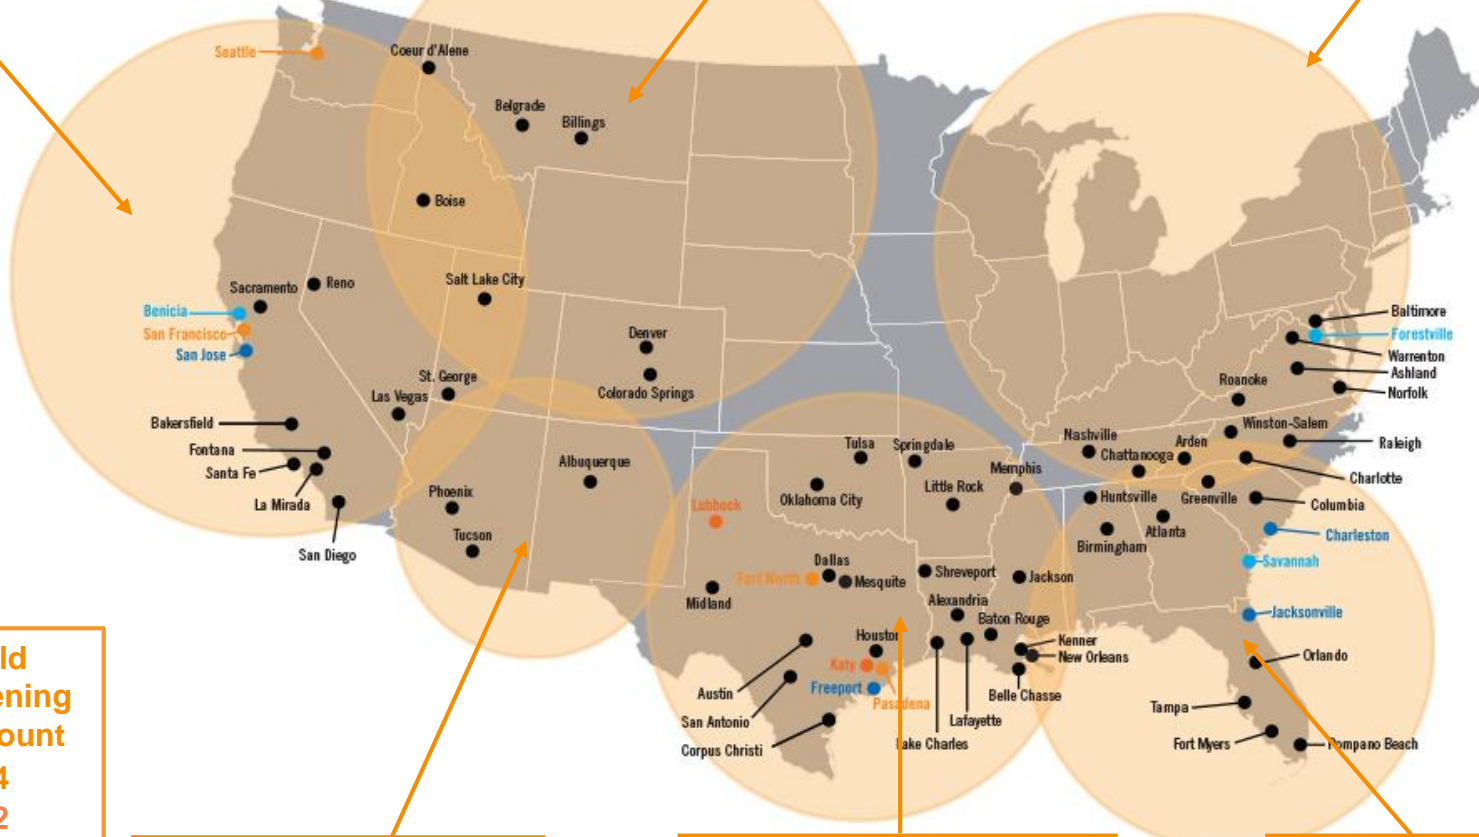 Seattle
Coeur d'Alene
Belgrade
Billings
Boise
Salt Lake City
Sacramento
Reno
Benicia
San Francisco
San Jose
Denver
Colorado Springs
St. George
Las Vegas
Bakersfield
Fontana
Santa Fe
La Mirada
San Diego
Phoenix
Tucson
Albuquerque
Baltimore
Forestville
Warrenton
Ashland
Norfolk
Roanoke
Winston-Salem
Raleigh
Charlotte
Nashville
Chattanooga
Arden
Tulsa
Springdale
Memphis
Oklahoma City
Little Rock
Lubbock
Huntsville
Greenville
Columbia
Birmingham
Atlanta
Charleston
Savannah
Jacksonville
Dallas
Fort Worth
Mesquite
Shreveport
Jackson
Midland
Alexandria
Baton Rouge
Houston
Kenner
New Orleans
Katy
Freeport
Pasadena
Belle Chasse
Austin
San Antonio
Corpus Christi
Lafayette
Lake Charles
Orlando
Tampa
Fort Myers
Pompano Beach
ld
ening
ount
4
2